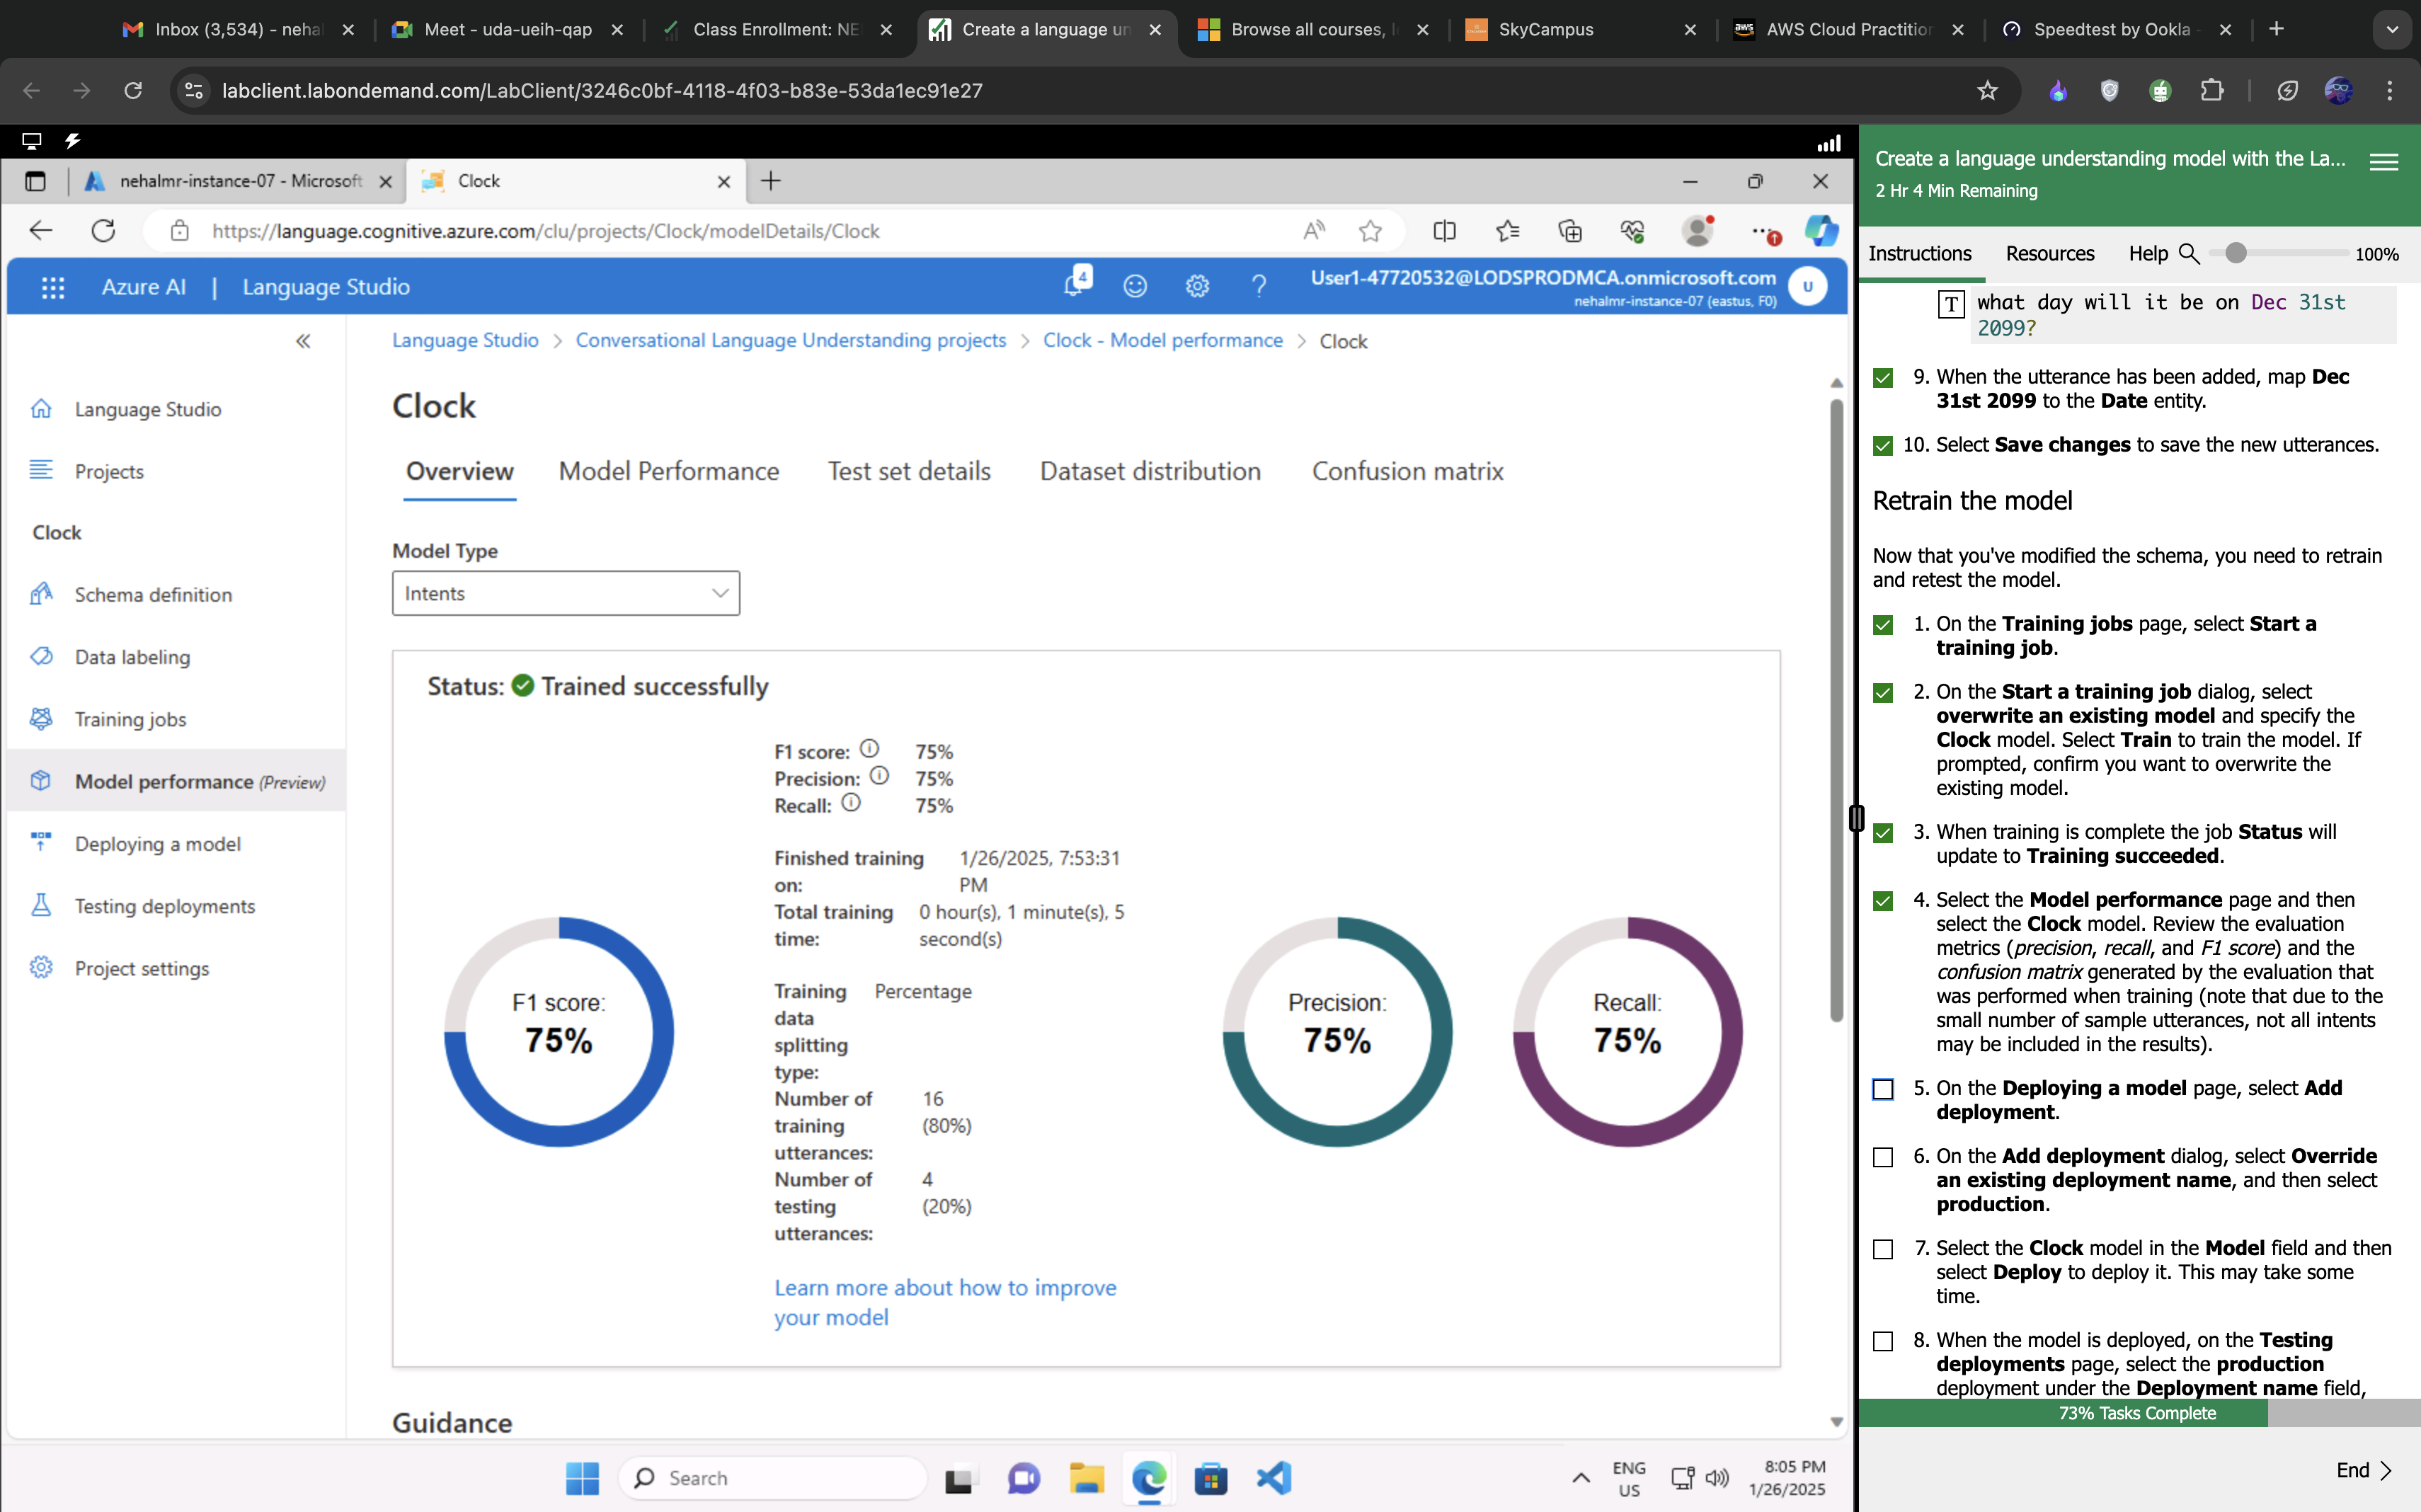 Inbox (3,534) - neha
Meet - uda-ueih-qap
Class Enrollment: NE
Create a language un
Browse all courses, l
SkyCampus
AWS Cloud Practition
Speedtest by Ookla -
labclient.labondemand.com/LabClient/3246c0bf-4118-4f03-b83e-53da1ec91e27
nehalmr-instance-07 - Microsoft
Clock
https://language.cognitive.azure.com/clu/projects/Clock/modelDetails/Clock
Azure AI | Language Studio
4
User1-47720532@LODSPRODMCA.onmicrosoft.com
nehalmr-instance-07 (eastus, F0)
U
Language Studio > Conversational Language Understanding projects > Clock - Model performance > Clock
Language Studio
Projects
Clock
Schema definition
Data labeling
Training jobs
Model performance (Preview)
Deploying a model
Testing deployments
Project settings
Clock
Overview
Model Performance
Test set details
Dataset distribution
Confusion matrix
Model Type
Intents
Status: Trained successfully
F1 score: 75%
Precision: 75%
Recall: 75%
Finished training on: 1/26/2025, 7:53:31 PM
Total training time: 0 hour(s), 1 minute(s), 5 second(s)
Training data splitting type: Percentage
Number of training utterances: 16 (80%)
Number of testing utterances: 4 (20%)
Learn more about how to improve
your model
F1 score:
75%
Precision:
75%
Recall:
75%
Guidance
Search
ENG
US
8:05 PM
1/26/2025
Create a language understanding model with the La...
2 Hr 4 Min Remaining
Instructions
Resources
Help
100%
T
what day will it be on Dec 31st
2099?
9. When the utterance has been added, map Dec
31st 2099 to the Date entity.
10. Select Save changes to save the new utterances.
Retrain the model
Now that you've modified the schema, you need to retrain
and retest the model.
1. On the Training jobs page, select Start a
training job.
2. On the Start a training job dialog, select
overwrite an existing model and specify the
Clock model. Select Train to train the model. If
prompted, confirm you want to overwrite the
existing model.
3. When training is complete the job Status will
update to Training succeeded.
4. Select the Model performance page and then
select the Clock model. Review the evaluation
metrics (precision, recall, and F1 score) and the
confusion matrix generated by the evaluation that
was performed when training (note that due to the
small number of sample utterances, not all intents
may be included in the results).
5. On the Deploying a model page, select Add
deployment.
6. On the Add deployment dialog, select Override
an existing deployment name, and then select
production.
7. Select the Clock model in the Model field and then
select Deploy to deploy it. This may take some
time.
8. When the model is deployed, on the Testing
deployments page, select the production
deployment under the Deployment name field,
73% Tasks Complete
End